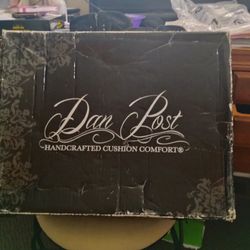 Dan Post
HANDCRAFTED CUSHION COMFORT®